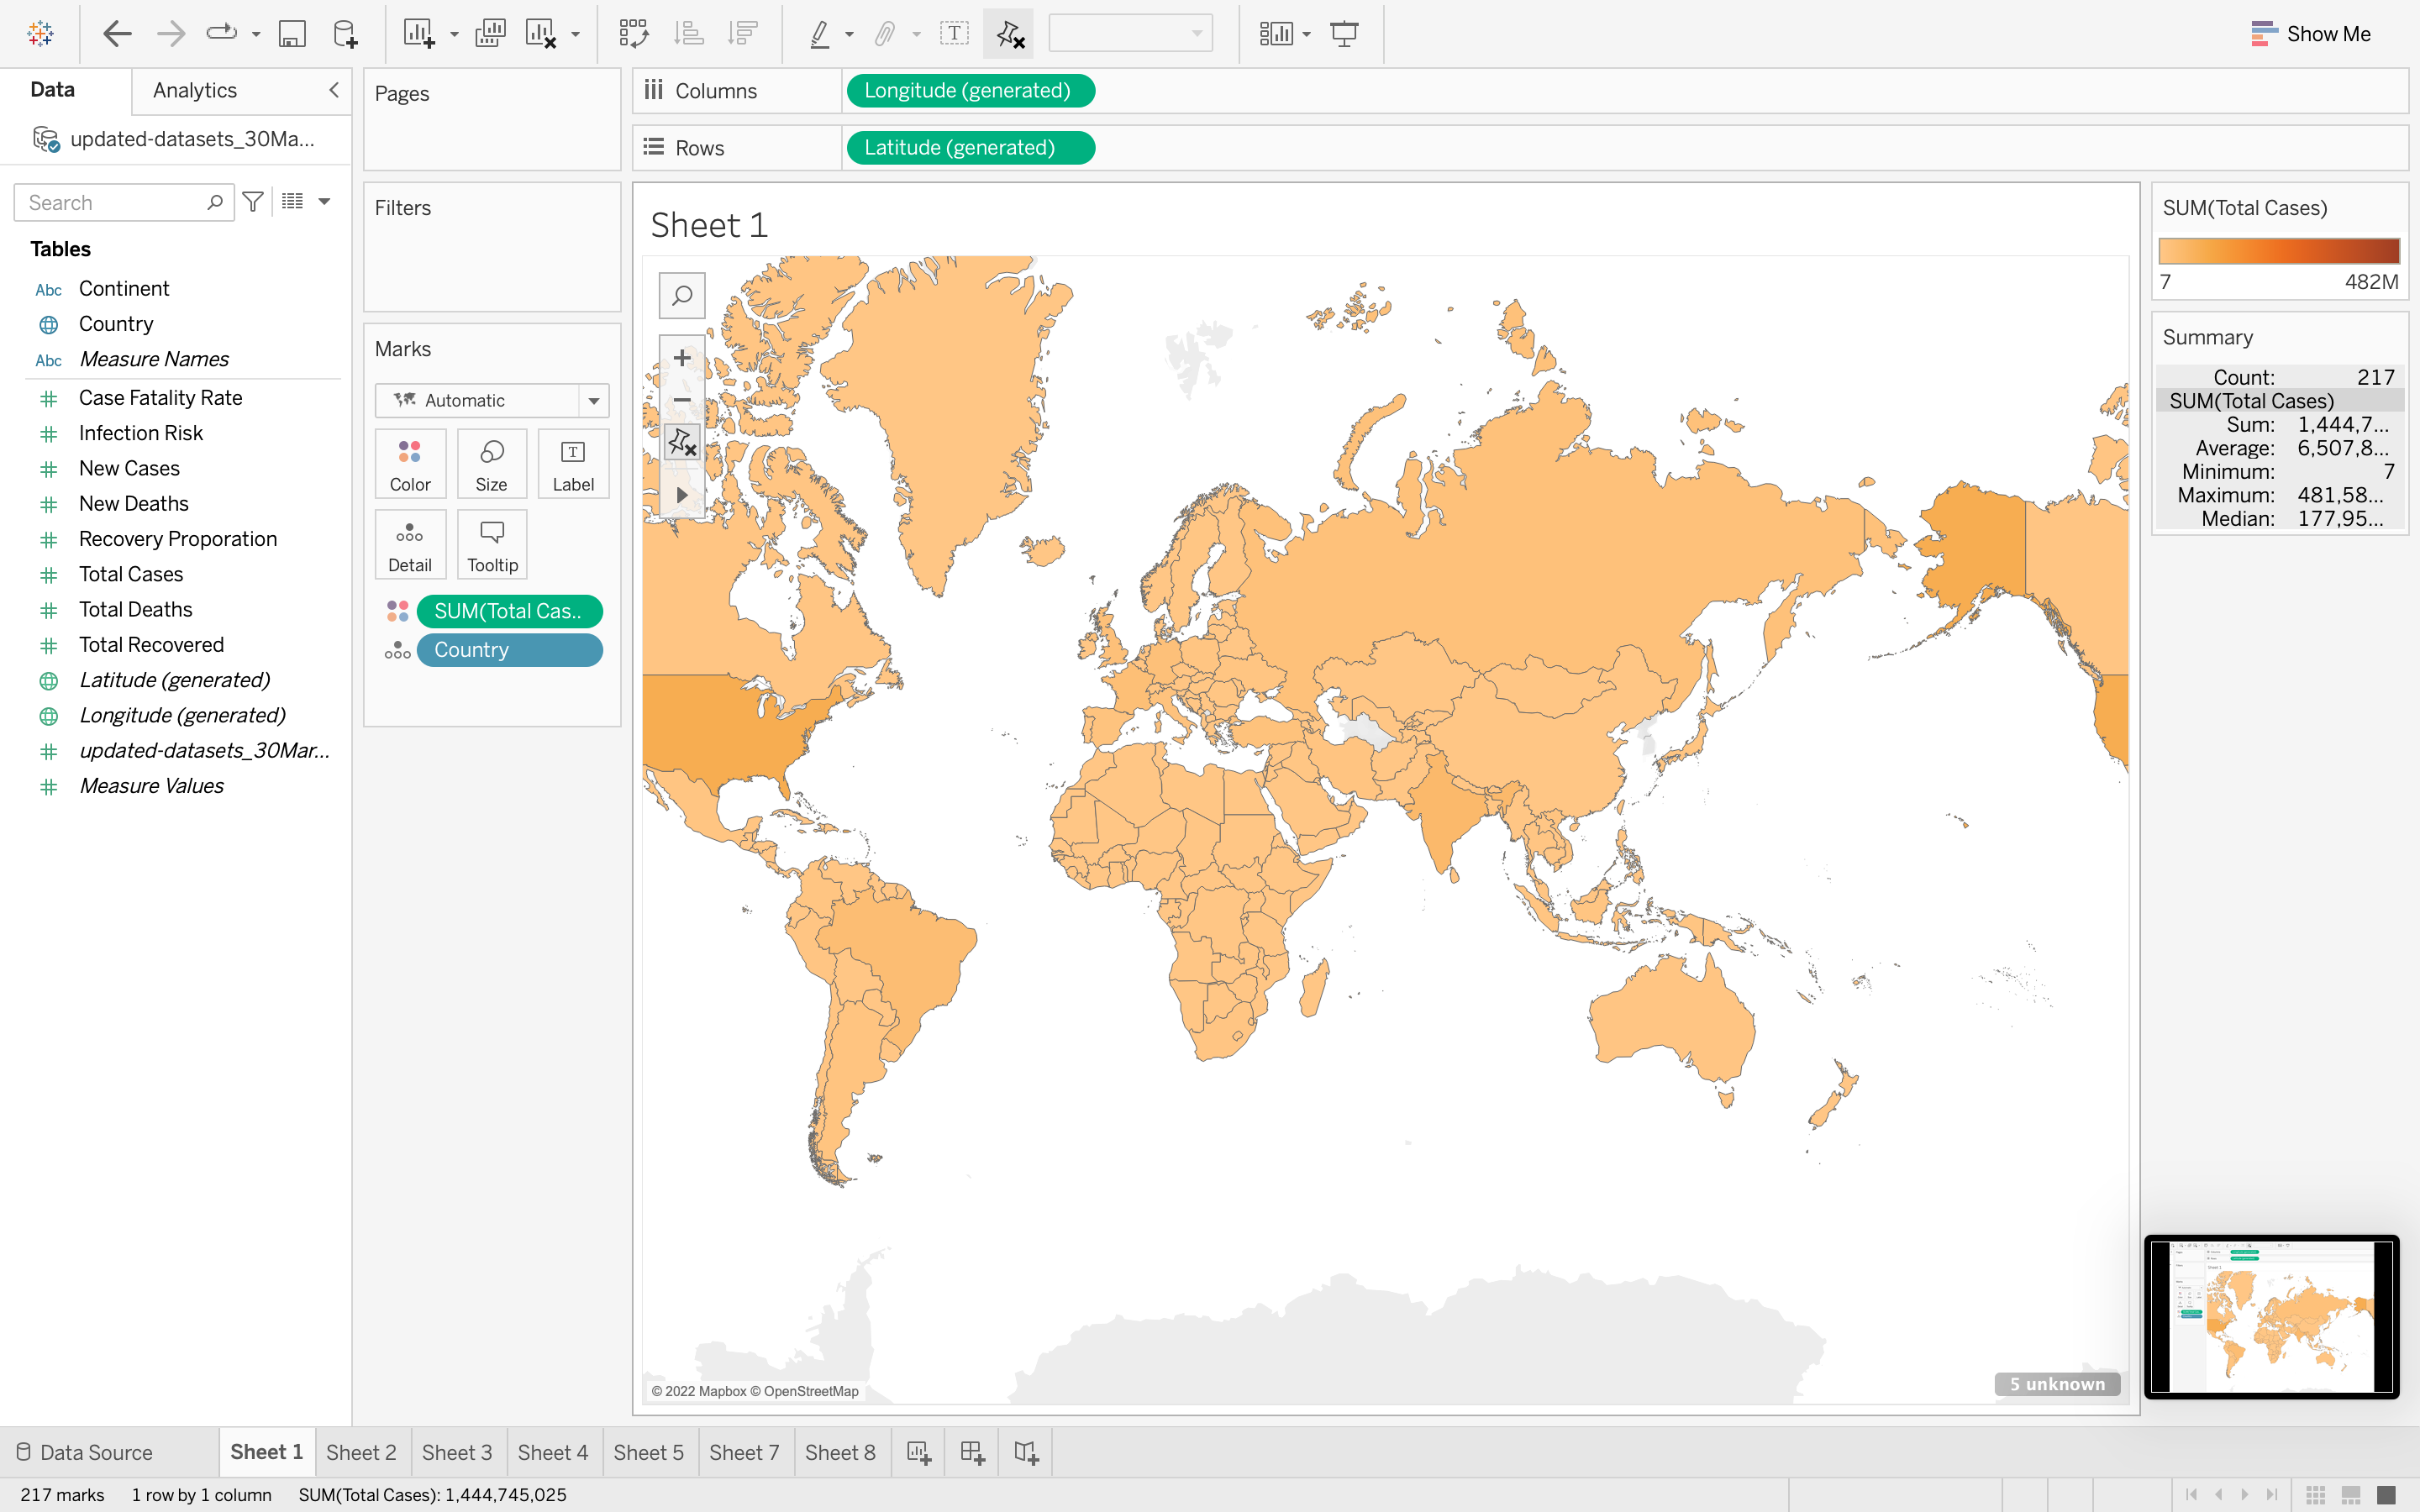 Show Me
Data
Analytics
updated-datasets_30Ma...
Search
Tables
Abc Continent
Country
Abc Measure Names
Case Fatality Rate
Infection Risk
New Cases
New Deaths
Recovery Proporation
Total Cases
Total Deaths
Total Recovered
Latitude (generated)
Longitude (generated)
updated-datasets_30Mar...
Measure Values
Pages
Filters
Marks
Automatic
Color
Size
Label
Detail
Tooltip
SUM(Total Cas..
Country
Columns
Longitude (generated)
Rows
Latitude (generated)
Sheet 1
© 2022 Mapbox © OpenStreetMap
5 unknown
SUM(Total Cases)
7 482M
Summary
Count: 217
SUM(Total Cases)
Sum: 1,444,7...
Average: 6,507,8...
Minimum: 7
Maximum: 481,58...
Median: 177,95...
Data Source
Sheet 1
Sheet 2
Sheet 3
Sheet 4
Sheet 5
Sheet 7
Sheet 8
217 marks
1 row by 1 column
SUM(Total Cases): 1,444,745,025